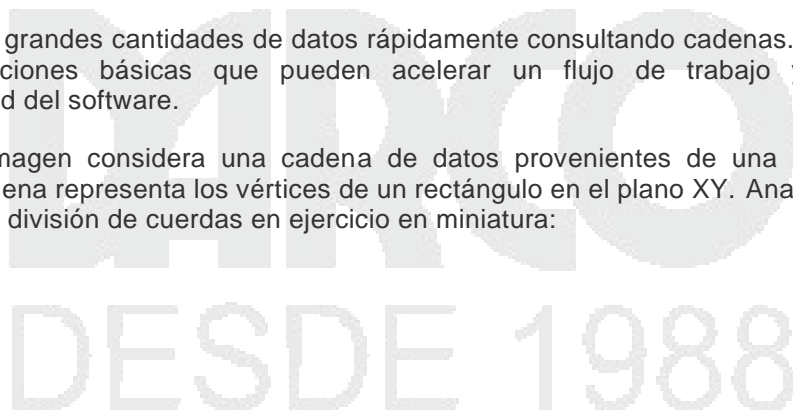 grandes cantidades de datos rápidamente consultando cadenas.
ciones básicas que pueden acelerar un flujo de trabajo
d del software.
magen considera una cadena de datos provenientes de una
ena representa los vértices de un rectángulo en el plano XY. Ana
división de cuerdas en ejercicio en miniatura:
DARCO
DESDE 1988